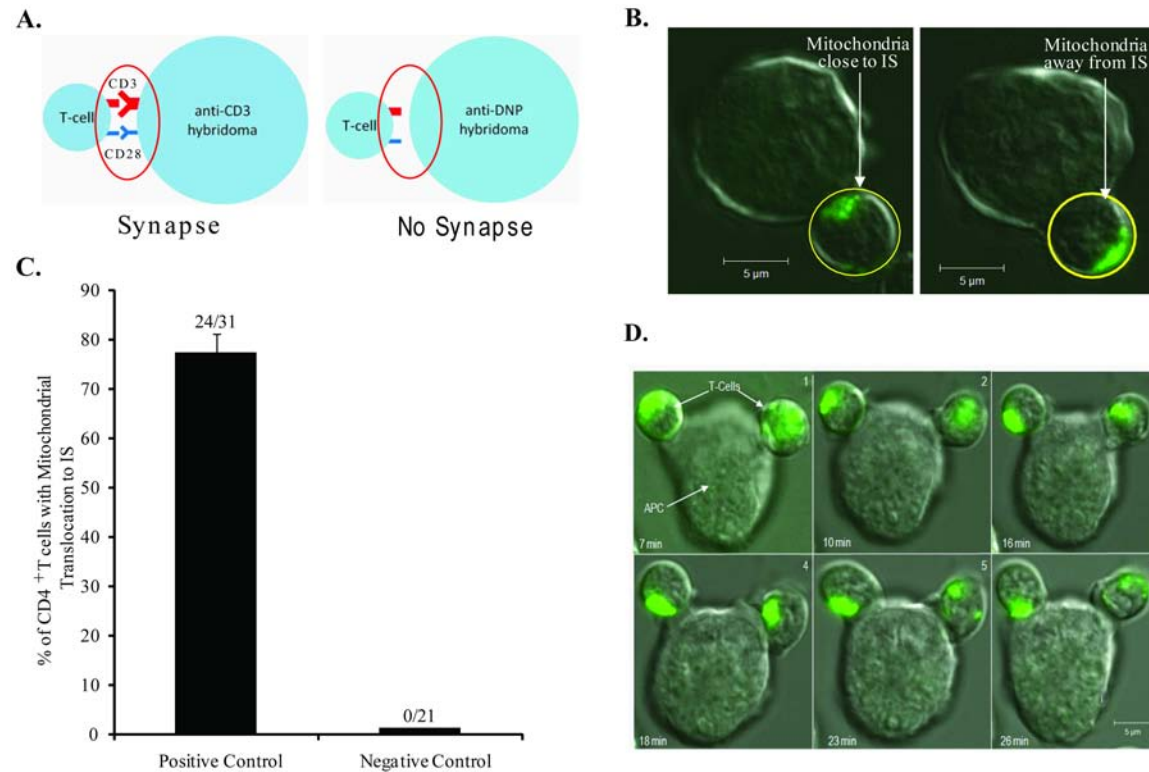 A.
CD3
T-cell
anti-CD3
hybridoma
CD28
Synapse
T-cell
anti-DNP
hybridoma
No Synapse
B.
Mitochondria
close to IS
5 µm
Mitochondria
away from IS
5 µm
C.
% of CD4 + T cells with Mitochondrial
Translocation to IS
90
80
70
60
50
40
30
20
10
0
24/31
0/21
Positive Control
Negative Control
D.
T-Cells
1
APC
7 min
2
10 min
16 min
4
18 min
5
23 min
26 min
5 µm